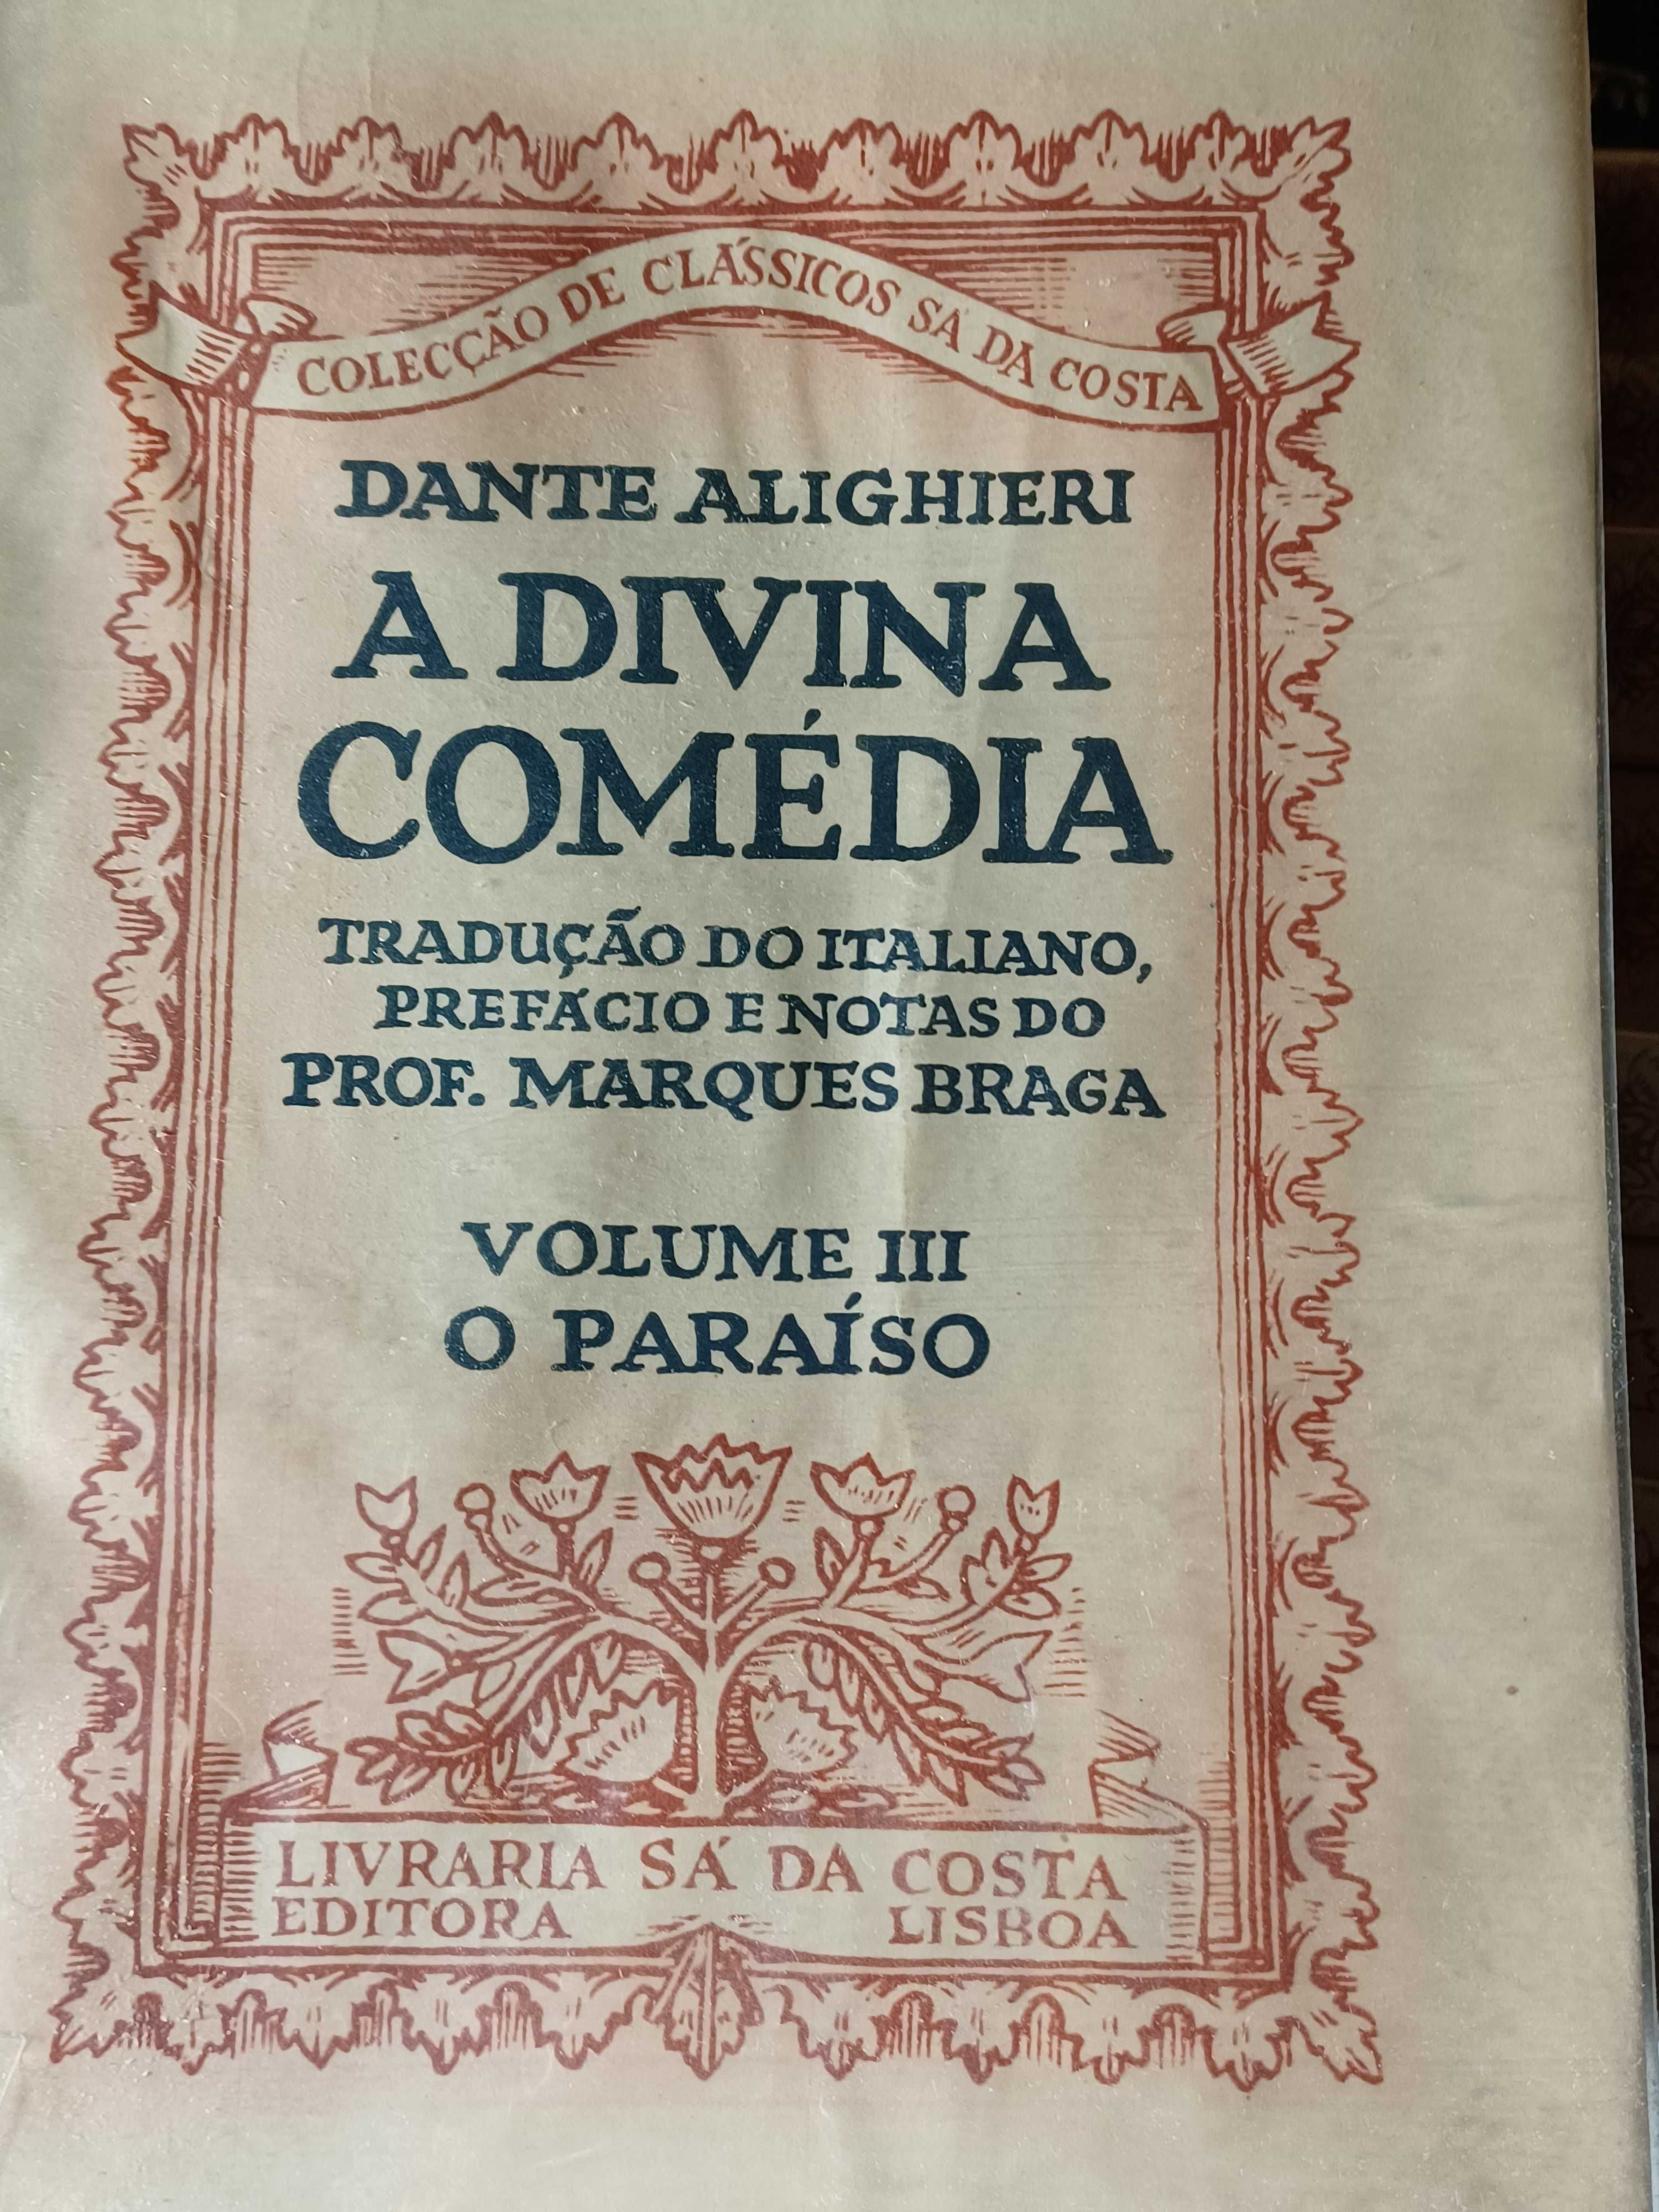 COLECÇÃO DE CLÁSSICOS SÁ DA COSTA
DANTE ALIGHIERI
A DIVINA
COMÉDIA
TRADUÇÃO DO ITALIANO,
PREFÁCIO E NOTAS DO
PROF. MARQUES BRAGA
VOLUME III
O PARAÍSO
LIVRARIA SÁ DA COSTA
EDITORA LISBOA